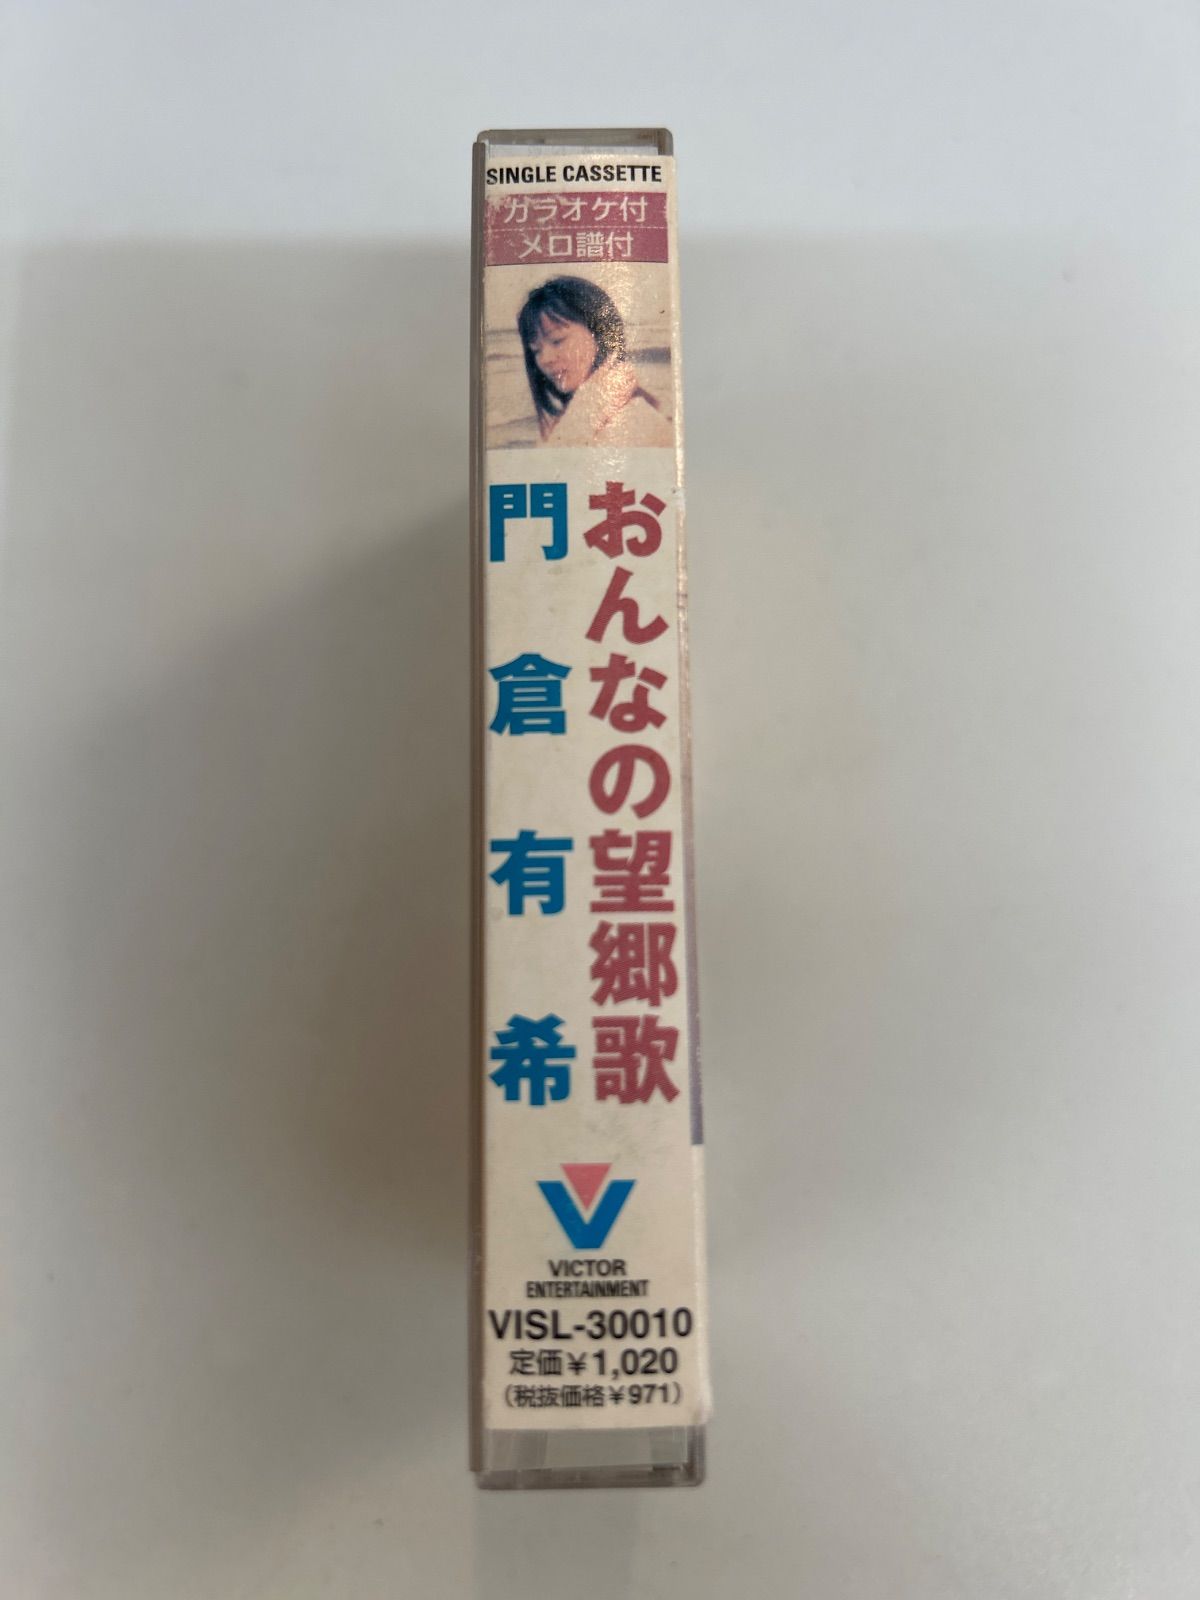 SINGLE CASSETTE
カラオケ付
メロ譜付
おんなの望郷歌
門倉有希
VICTOR
ENTERTAINMENT
VISL-30010
定価¥1,020
(税抜価格¥971)